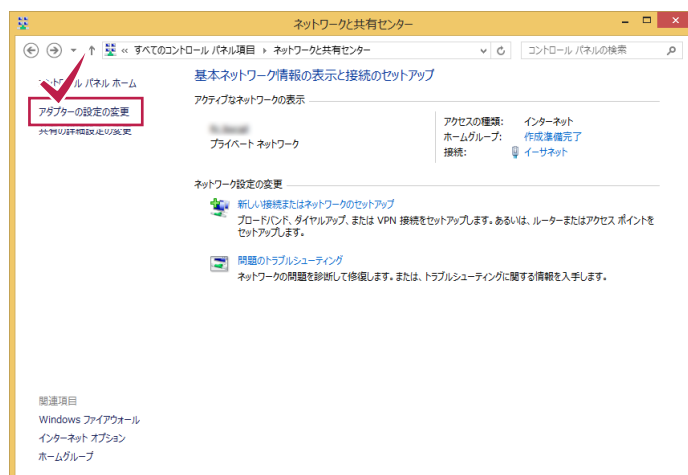 ネットワークと共有センター
« すべてのコントロール パネル項目 ▸ ネットワークと共有センター
コントロール パネルの検索
ル パネル ホーム
アダプターの設定の変更
共有の詳細設定の変更
基本ネットワーク情報の表示と接続のセットアップ
アクティブなネットワークの表示
プライベート ネットワーク
アクセスの種類: インターネット
ホームグループ: 作成準備完了
接続: イーサネット
ネットワーク設定の変更
新しい接続またはネットワークのセットアップ
ブロードバンド、ダイヤルアップ、または VPN 接続をセットアップします。あるいは、ルーターまたはアクセス ポイントを
セットアップします。
問題のトラブルシューティング
ネットワークの問題を診断して修復します。または、トラブルシューティングに関する情報を入手します。
関連項目
Windows ファイアウォール
インターネット オプション
ホームグループ